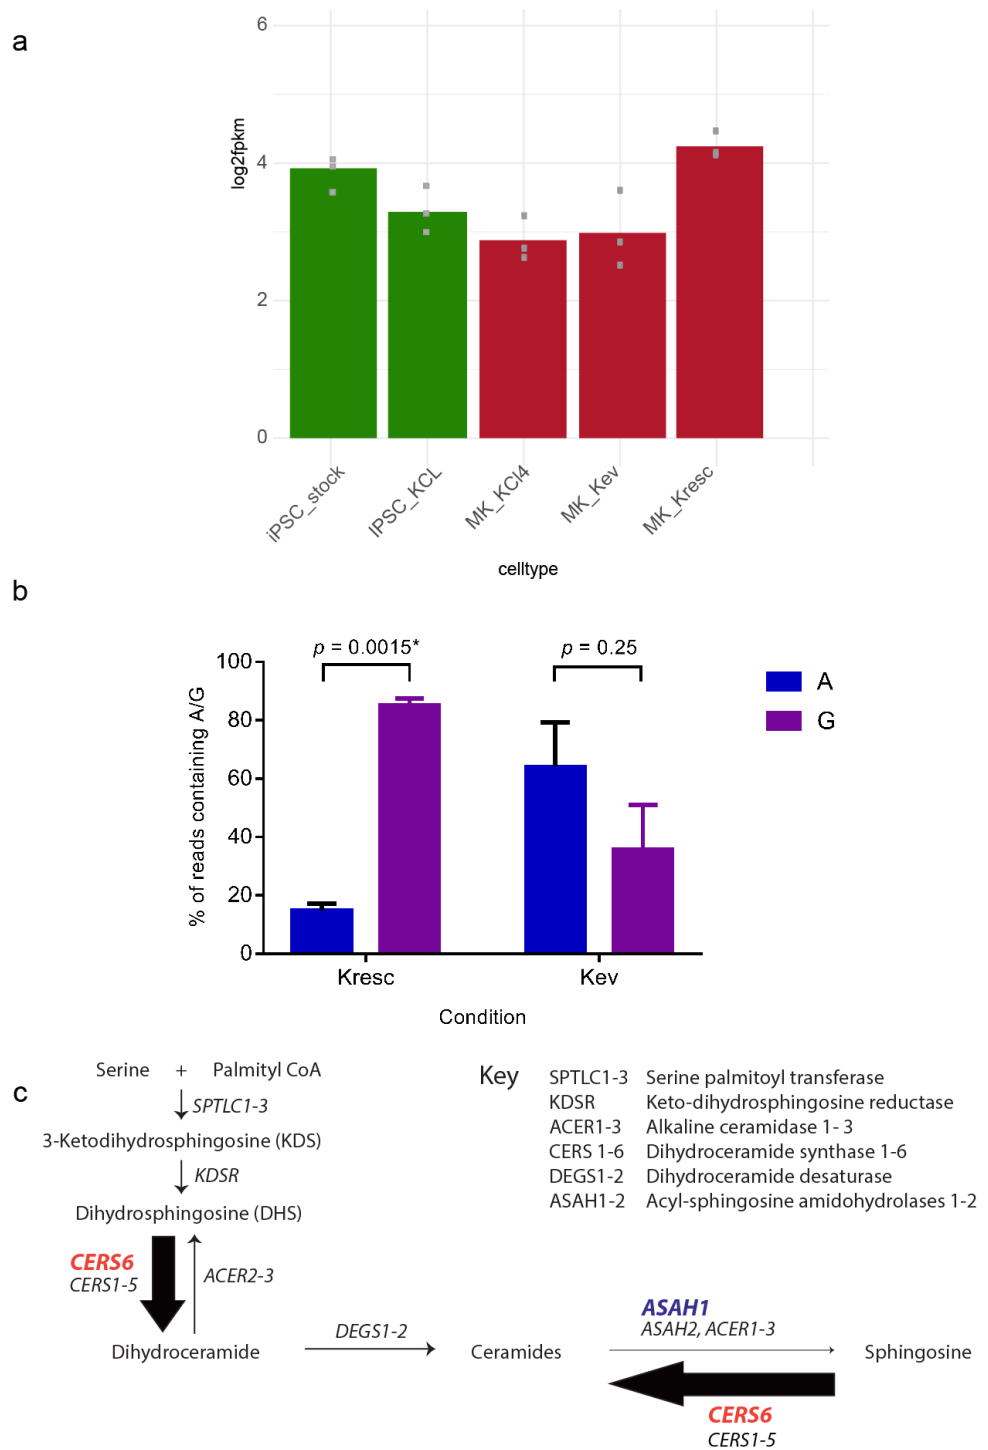 a
6
4
2
0
log2fpkm
iPSC_stock
IPSC_KCL
MK_KCl4
MK_Kev
MK_Kresc
celltype
b
p = 0.0015*
p = 0.25
A
G
100
80
60
40
20
0
% of reads containing A/G
Kresc
Kev
Condition
c
Serine + Palmityl CoA
SPTLC1-3
3-Ketodihydrosphingosine (KDS)
KDSR
Dihydrosphingosine (DHS)
CERS6
CERS1-5
ACER2-3
Dihydroceramide
DEGS1-2
Ceramides
ASAH1
ASAH2, ACER1-3
Sphingosine
CERS6
CERS1-5
Key
SPTLC1-3 Serine palmitoyl transferase
KDSR Keto-dihydrosphingosine reductase
ACER1-3 Alkaline ceramidase 1- 3
CERS 1-6 Dihydroceramide synthase 1-6
DEGS1-2 Dihydroceramide desaturase
ASAH1-2 Acyl-sphingosine amidohydrolases 1-2